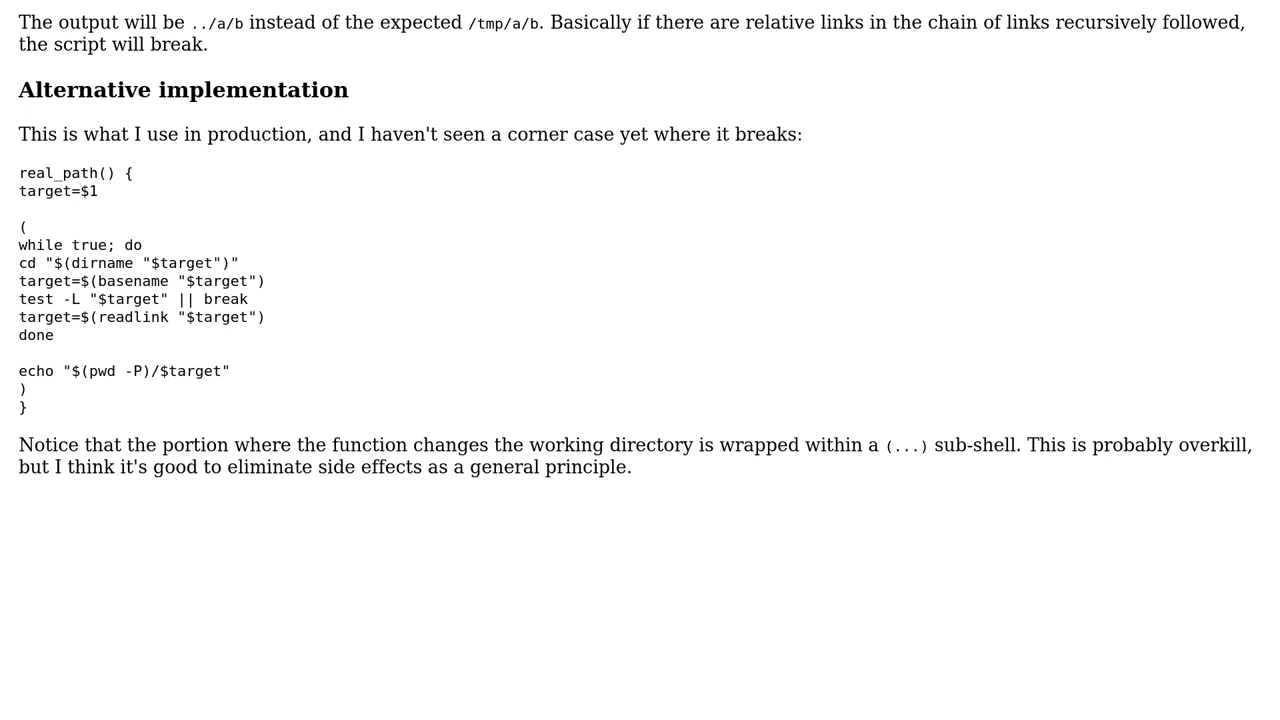 The output will be ../a/b instead of the expected /tmp/a/b. Basically if there are relative links in the chain of links recursively followed,
the script will break.
Alternative implementation
This is what I use in production, and I haven't seen a corner case yet where it breaks:
real_path() {
target=$1
(
while true; do
cd "$(dirname "$target")"
target=$(basename "$target")
test -L "$target" || break
target=$(readlink "$target")
done
echo "$(pwd -P)/$target"
)
}
Notice that the portion where the function changes the working directory is wrapped within a (...) sub-shell. This is probably overkill,
but I think it's good to eliminate side effects as a general principle.